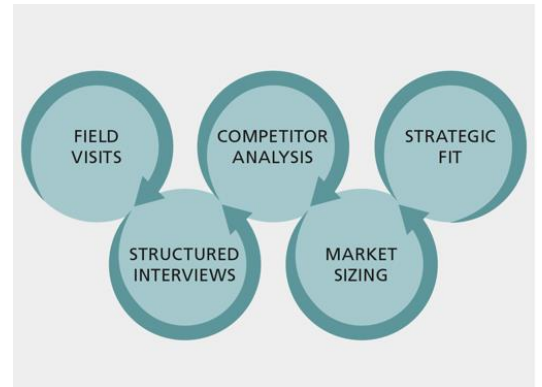 FIELD
VISITS
STRUCTURED
INTERVIEWS
COMPETITOR
ANALYSIS
MARKET
SIZING
STRATEGIC
FIT